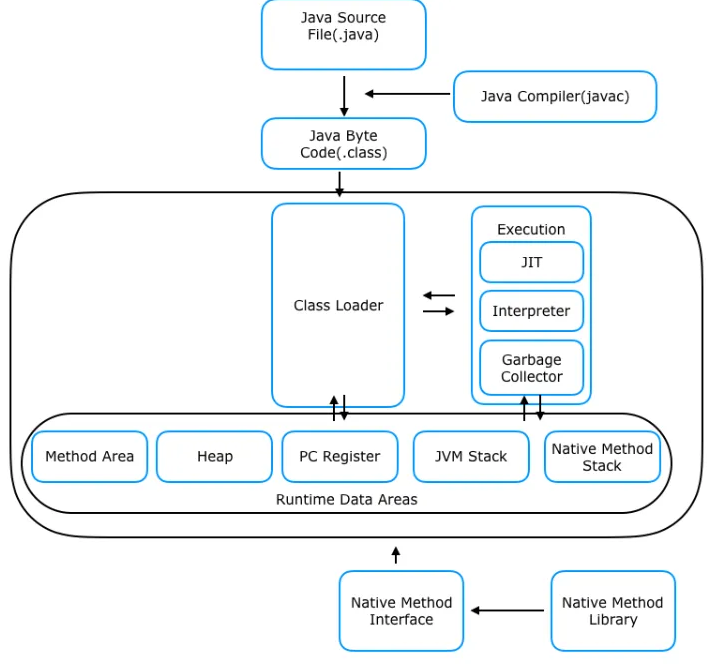 Java Source
File(.java)
Java Compiler(javac)
Java Byte
Code(.class)
Class Loader
Execution
JIT
Interpreter
Garbage
Collector
Method Area
Heap
PC Register
JVM Stack
Native Method
Stack
Runtime Data Areas
Native Method
Interface
Native Method
Library